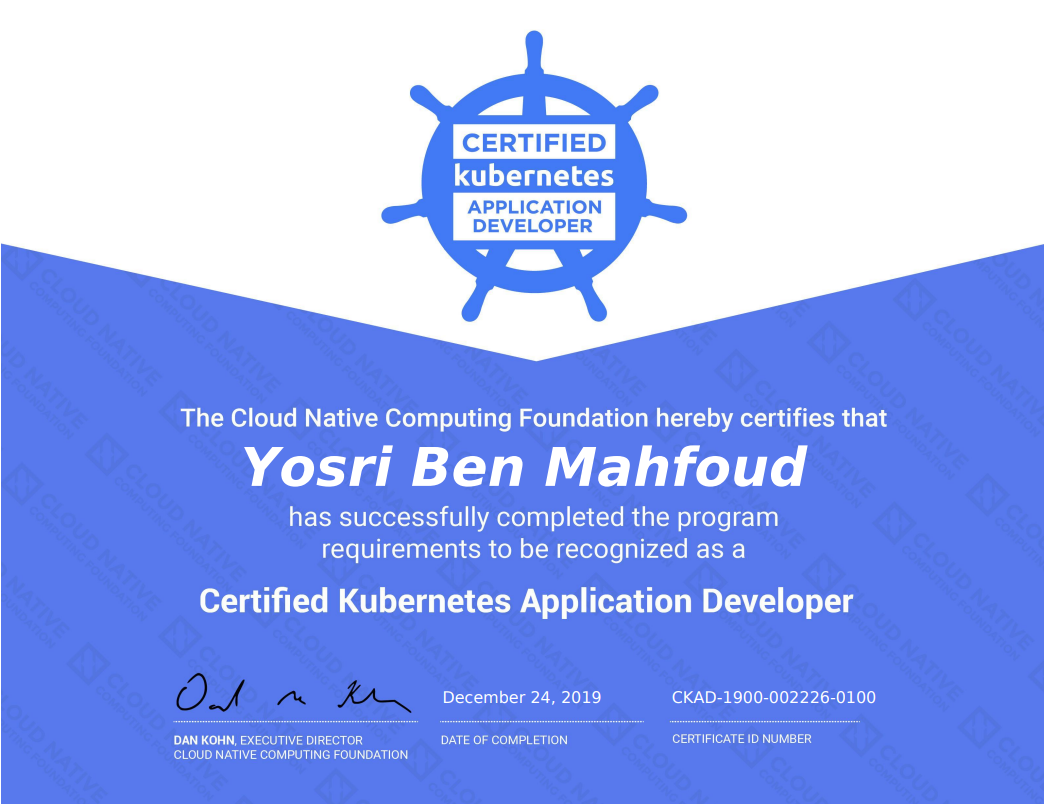 CERTIFIED
kubernetes
APPLICATION
DEVELOPER
The Cloud Native Computing Foundation hereby certifies that
Yosri Ben Mahfoud
has successfully completed the program
requirements to be recognized as a
Certified Kubernetes Application Developer
December 24, 2019
CKAD-1900-002226-0100
DAN KOHN, EXECUTIVE DIRECTOR
CLOUD NATIVE COMPUTING FOUNDATION
DATE OF COMPLETION
CERTIFICATE ID NUMBER